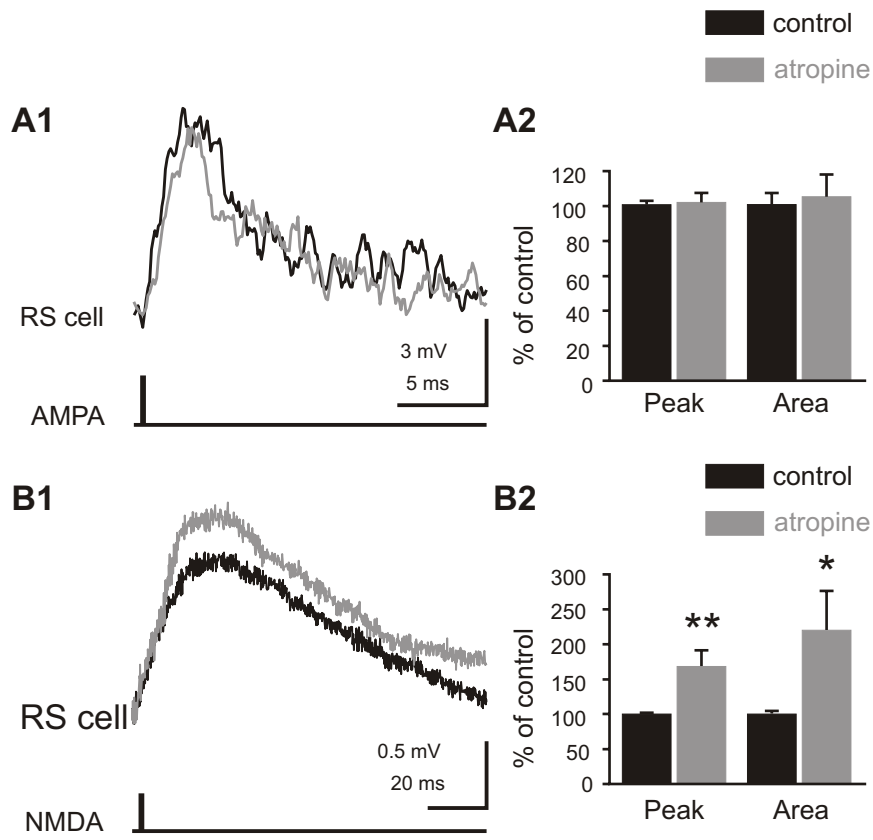 control
atropine
A1
A2
RS cell
3 mV
5 ms
AMPA
% of control
120
100
80
60
40
20
0
Peak
Area
B1
B2
control
atropine
RS cell
0.5 mV
20 ms
NMDA
% of control
300
250
200
150
100
50
0
**
*
Peak
Area